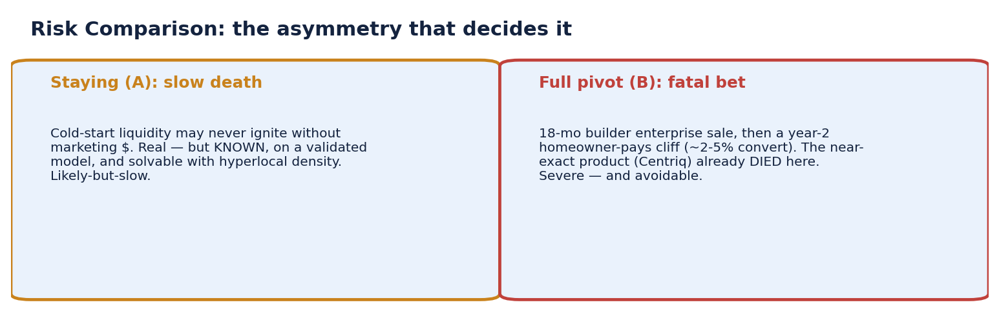 Risk Comparison: the asymmetry that decides it
Staying (A): slow death
Cold-start liquidity may never ignite without
marketing $. Real — but KNOWN, on a validated
model, and solvable with hyperlocal density.
Likely-but-slow.
Full pivot (B): fatal bet
18-mo builder enterprise sale, then a year-2
homeowner-pays cliff (~2-5% convert). The near-
exact product (Centriq) already DIED here.
Severe — and avoidable.